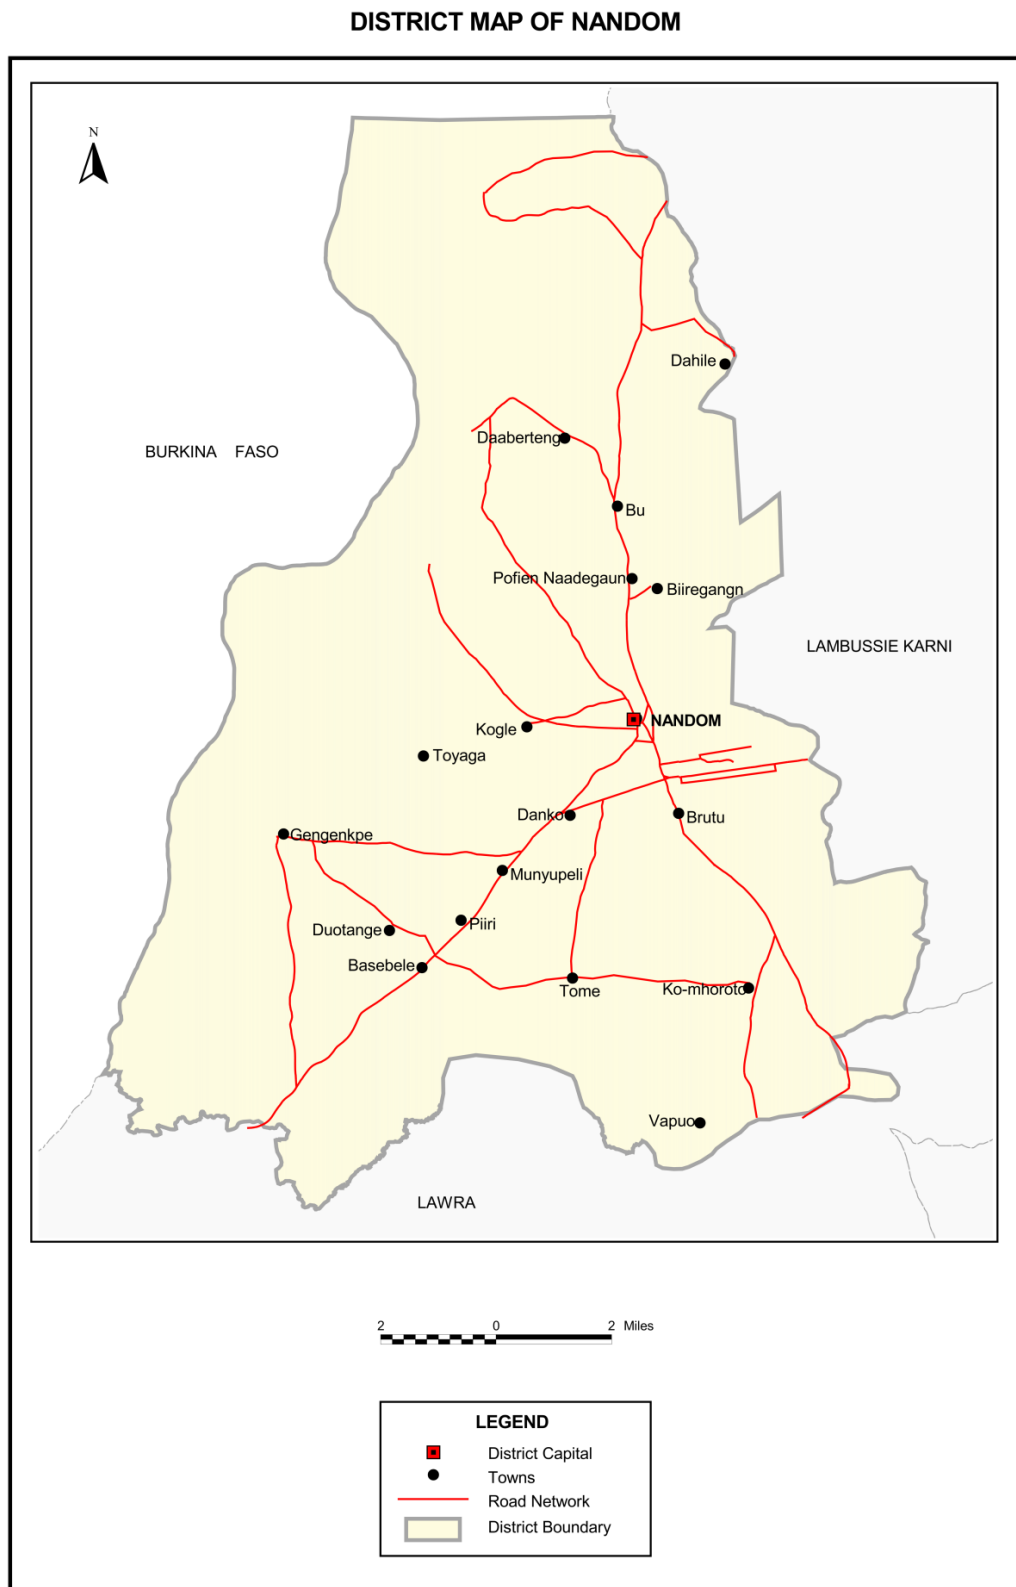 DISTRICT MAP OF NANDOM
N
Dahile
Daaberteng
BURKINA FASO
Bu
Pofien Naadegaun
Biiregangn
LAMBUSSIE KARNI
NANDOM
Kogle
Toyaga
Danko
Brutu
Gengenkpe
Munyupeli
Piiri
Duotange
Basebele
Tome
Ko-mhoroto
Vapuo
LAWRA
2 0 2 Miles
LEGEND
District Capital
Towns
Road Network
District Boundary